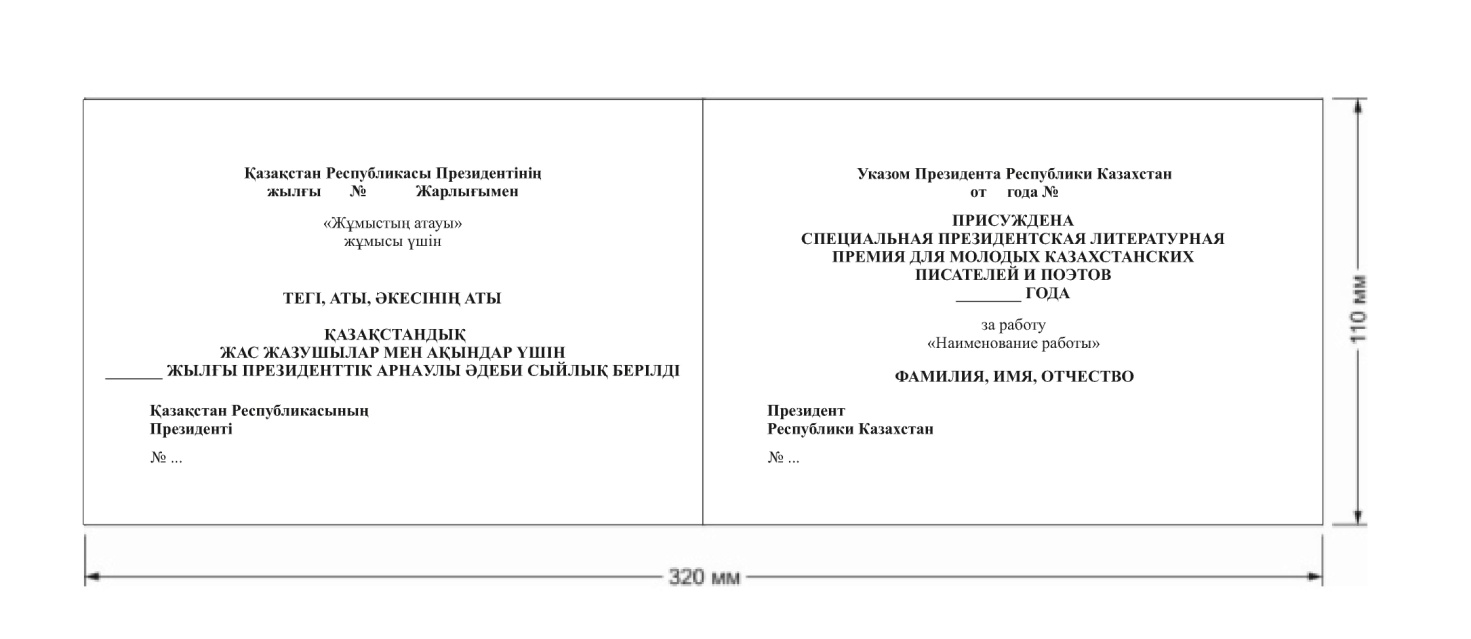 Қазақстан Республикасы Президентінің
жылғы № Жарлығымен
«Жұмыстың атауы»
жұмысы үшін
ТЕГІ, АТЫ, ӘКЕСІНІҢ АТЫ
ҚАЗАҚСТАНДЫҚ
ЖАС ЖАЗУШЫЛАР МЕН АҚЫНДАР ҮШІН
_______ ЖЫЛҒЫ ПРЕЗИДЕНТТІК АРНАУЛЫ ӘДЕБИ СЫЙЛЫҚ БЕРІЛДІ
Қазақстан Республикасының
Президенті
№ ...
Указом Президента Республики Казахстан
от года №
ПРИСУЖДЕНА
СПЕЦИАЛЬНАЯ ПРЕЗИДЕНТСКАЯ ЛИТЕРАТУРНАЯ
ПРЕМИЯ ДЛЯ МОЛОДЫХ КАЗАХСТАНСКИХ
ПИСАТЕЛЕЙ И ПОЭТОВ
________ ГОДА
за работу
«Наименование работы»
ФАМИЛИЯ, ИМЯ, ОТЧЕСТВО
Президент
Республики Казахстан
№ ...
110 мм
320 мм